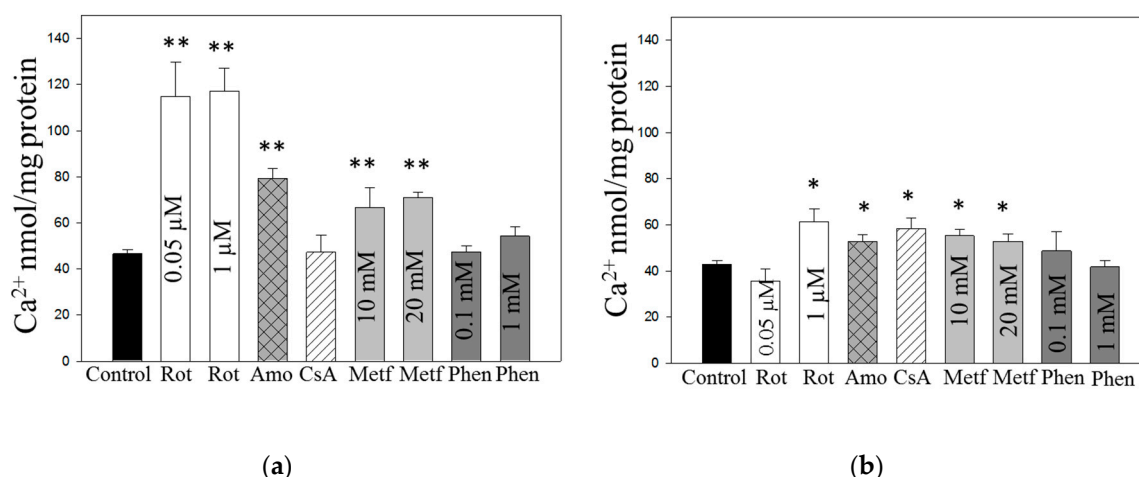 Ca2+ nmol/mg protein
140
120
100
80
60
40
20
0
**
**
**
**
**
0.05 µM
1 µM
10 mM
20 mM
0.1 mM
1 mM
Control Rot Rot Amo CsA Metf Metf Phen Phen
(a)
Ca2+ nmol/mg protein
140
120
100
80
60
40
20
0
*
*
*
*
*
0.05 µM
1 µM
10 mM
20 mM
0.1 mM
1 mM
Control Rot Rot Amo CsA Metf Metf Phen Phen
(b)